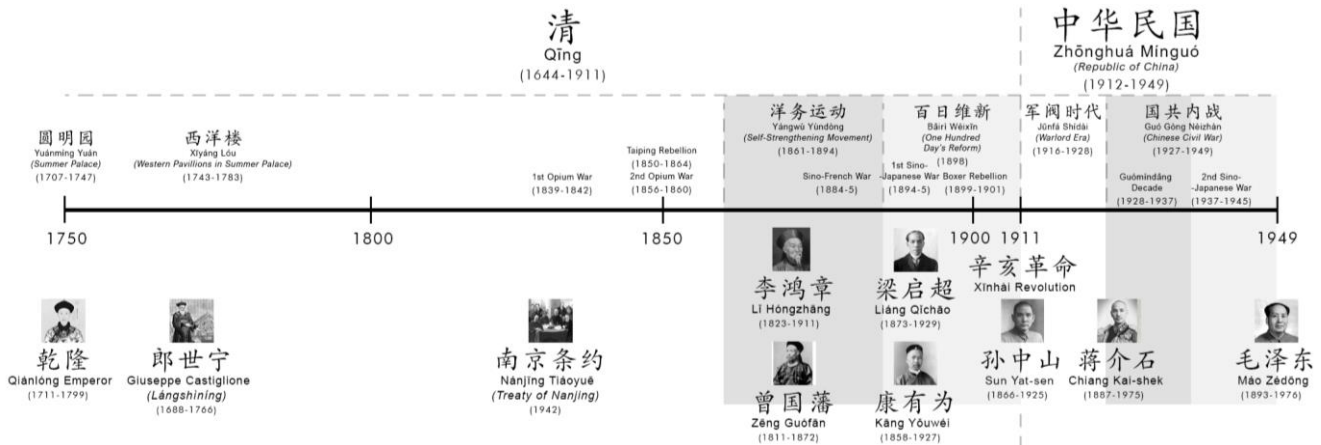 清
Qīng
(1644-1911)
中华民国
Zhōnghuá Mínguó
(Republic of China)
(1912-1949)
圆明园
Yuánmíng Yuán
(Summer Palace)
(1707-1747)
西洋楼
Xīyáng Lóu
(Western Pavillions in Summer Palace)
(1743-1783)
1st Opium War
(1839-1842)
Taiping Rebellion
(1850-1864)
2nd Opium War
(1856-1860)
洋务运动
Yángwù Yùndòng
(Self-Strengthening Movement)
(1861-1894)
Sino-French War
(1884-5)
百日维新
Bǎirì Wéixīn
(One Hundred
Day's Reform)
(1898)
1st Sino-
-Japanese War
(1894-5)
Boxer Rebellion
(1899-1901)
军阀时代
Jūnfá Shídài
(Warlord Era)
(1916-1928)
国共内战
Guó Gòng Nèizhàn
(Chinese Civil War)
(1927-1949)
Guómíndǎng
Decade
(1928-1937)
2nd Sino-
-Japanese War
(1937-1945)
1750
1800
1850
1900
1911
1949
乾隆
Qiánlóng Emperor
(1711-1799)
郎世宁
Giuseppe Castiglione
(Lángshìníng)
(1688-1766)
南京条约
Nánjīng Tiáoyuē
(Treaty of Nanjing)
(1942)
李鸿章
Lǐ Hóngzhāng
(1823-1911)
曾国藩
Zēng Guófān
(1811-1872)
梁启超
Liáng Qǐchāo
(1873-1929)
康有为
Kāng Yǒuwéi
(1858-1927)
辛亥革命
Xīnhài Revolution
孙中山
Sun Yat-sen
(1866-1925)
蒋介石
Chiang Kai-shek
(1887-1975)
毛泽东
Máo Zédōng
(1893-1976)